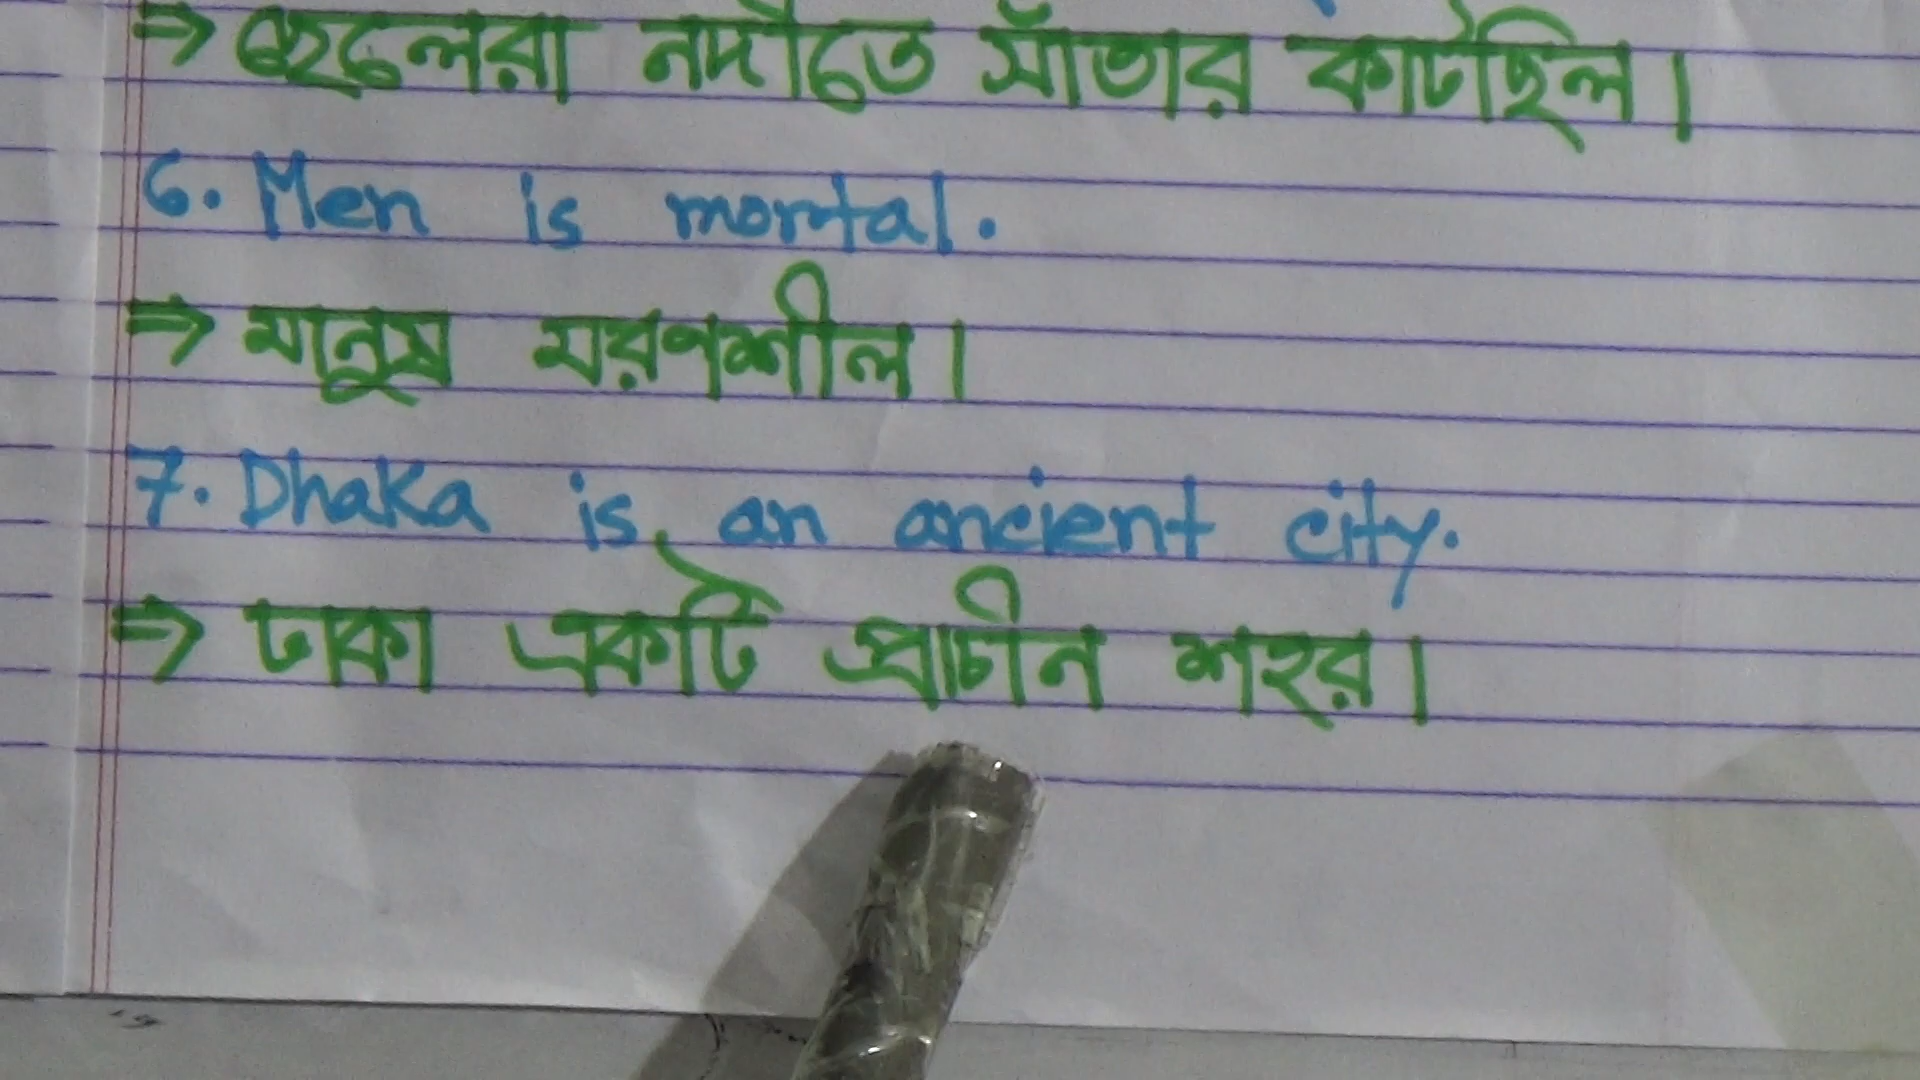 ⇒ ছেলেরা নদীতে সাঁতার কাটছিল।
6. Men is mortal.
⇒ মানুষ মরণশীল।
7. Dhaka is an ancient city.
⇒ ঢাকা একটি প্রাচীন শহর।